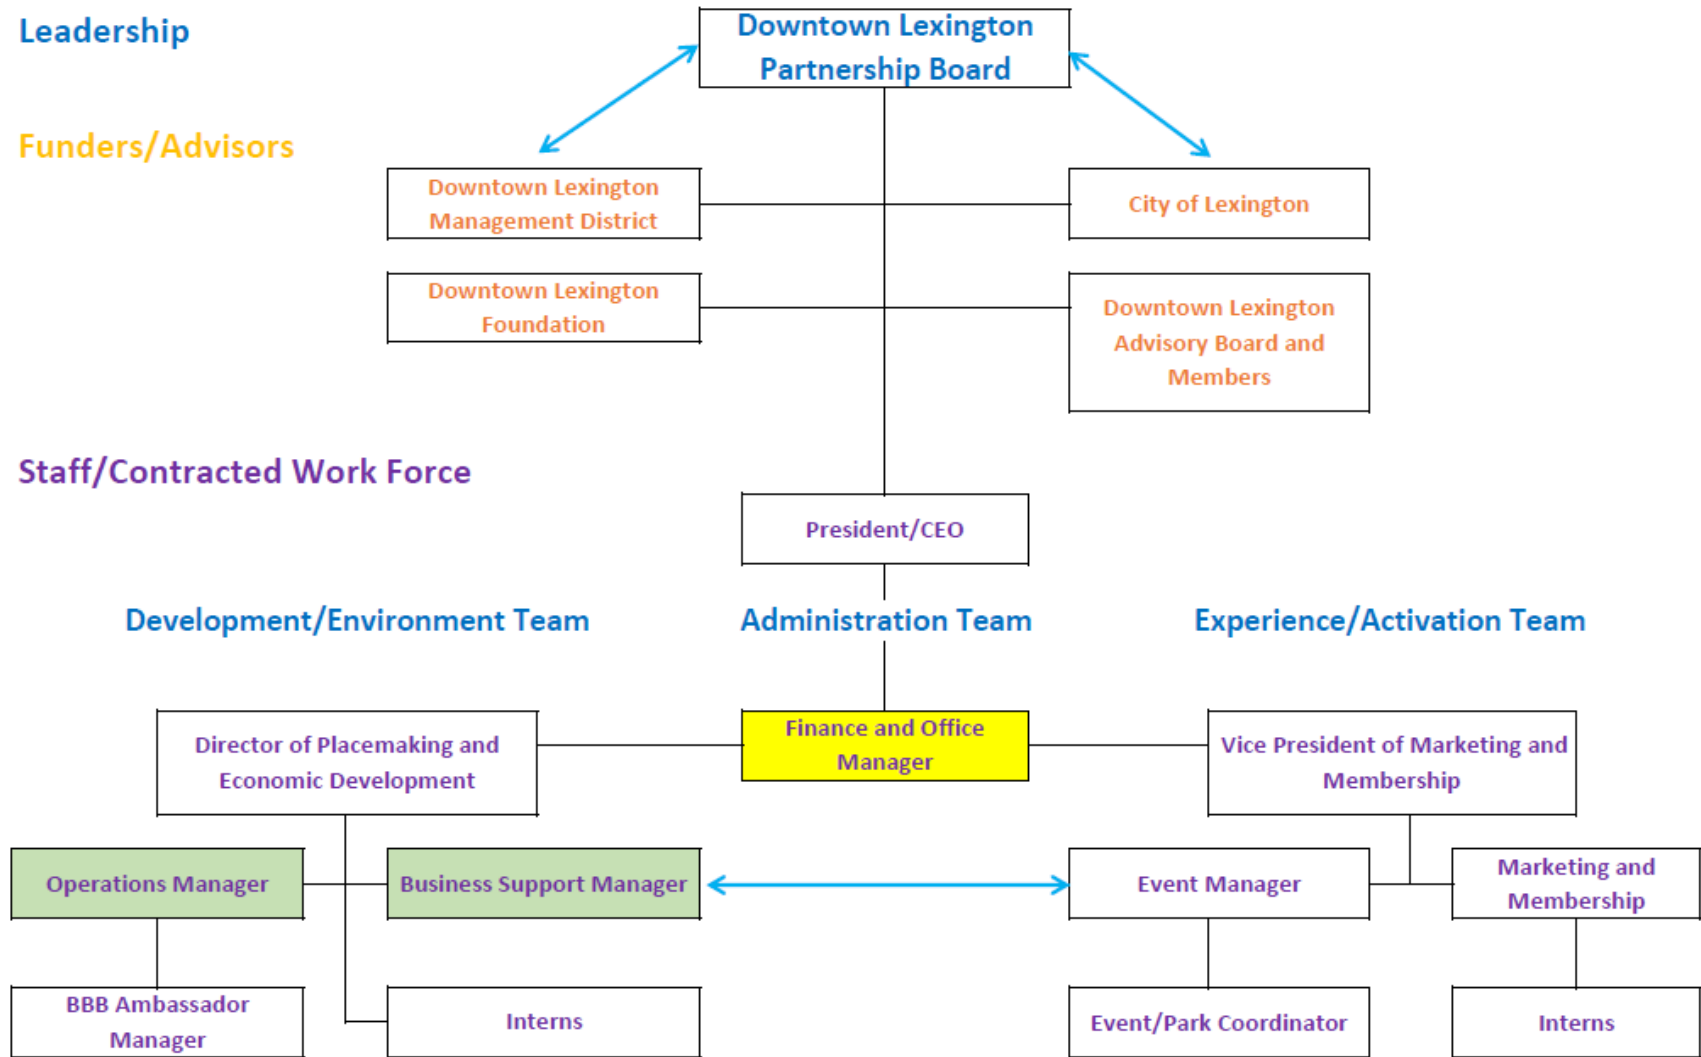 Leadership
Downtown Lexington
Partnership Board
Funders/Advisors
Downtown Lexington
Management District
City of Lexington
Downtown Lexington
Foundation
Downtown Lexington
Advisory Board and
Members
Staff/Contracted Work Force
President/CEO
Development/Environment Team
Administration Team
Experience/Activation Team
Director of Placemaking and
Economic Development
Finance and Office
Manager
Vice President of Marketing and
Membership
Operations Manager
Business Support Manager
Event Manager
Marketing and
Membership
BBB Ambassador
Manager
Interns
Event/Park Coordinator
Interns